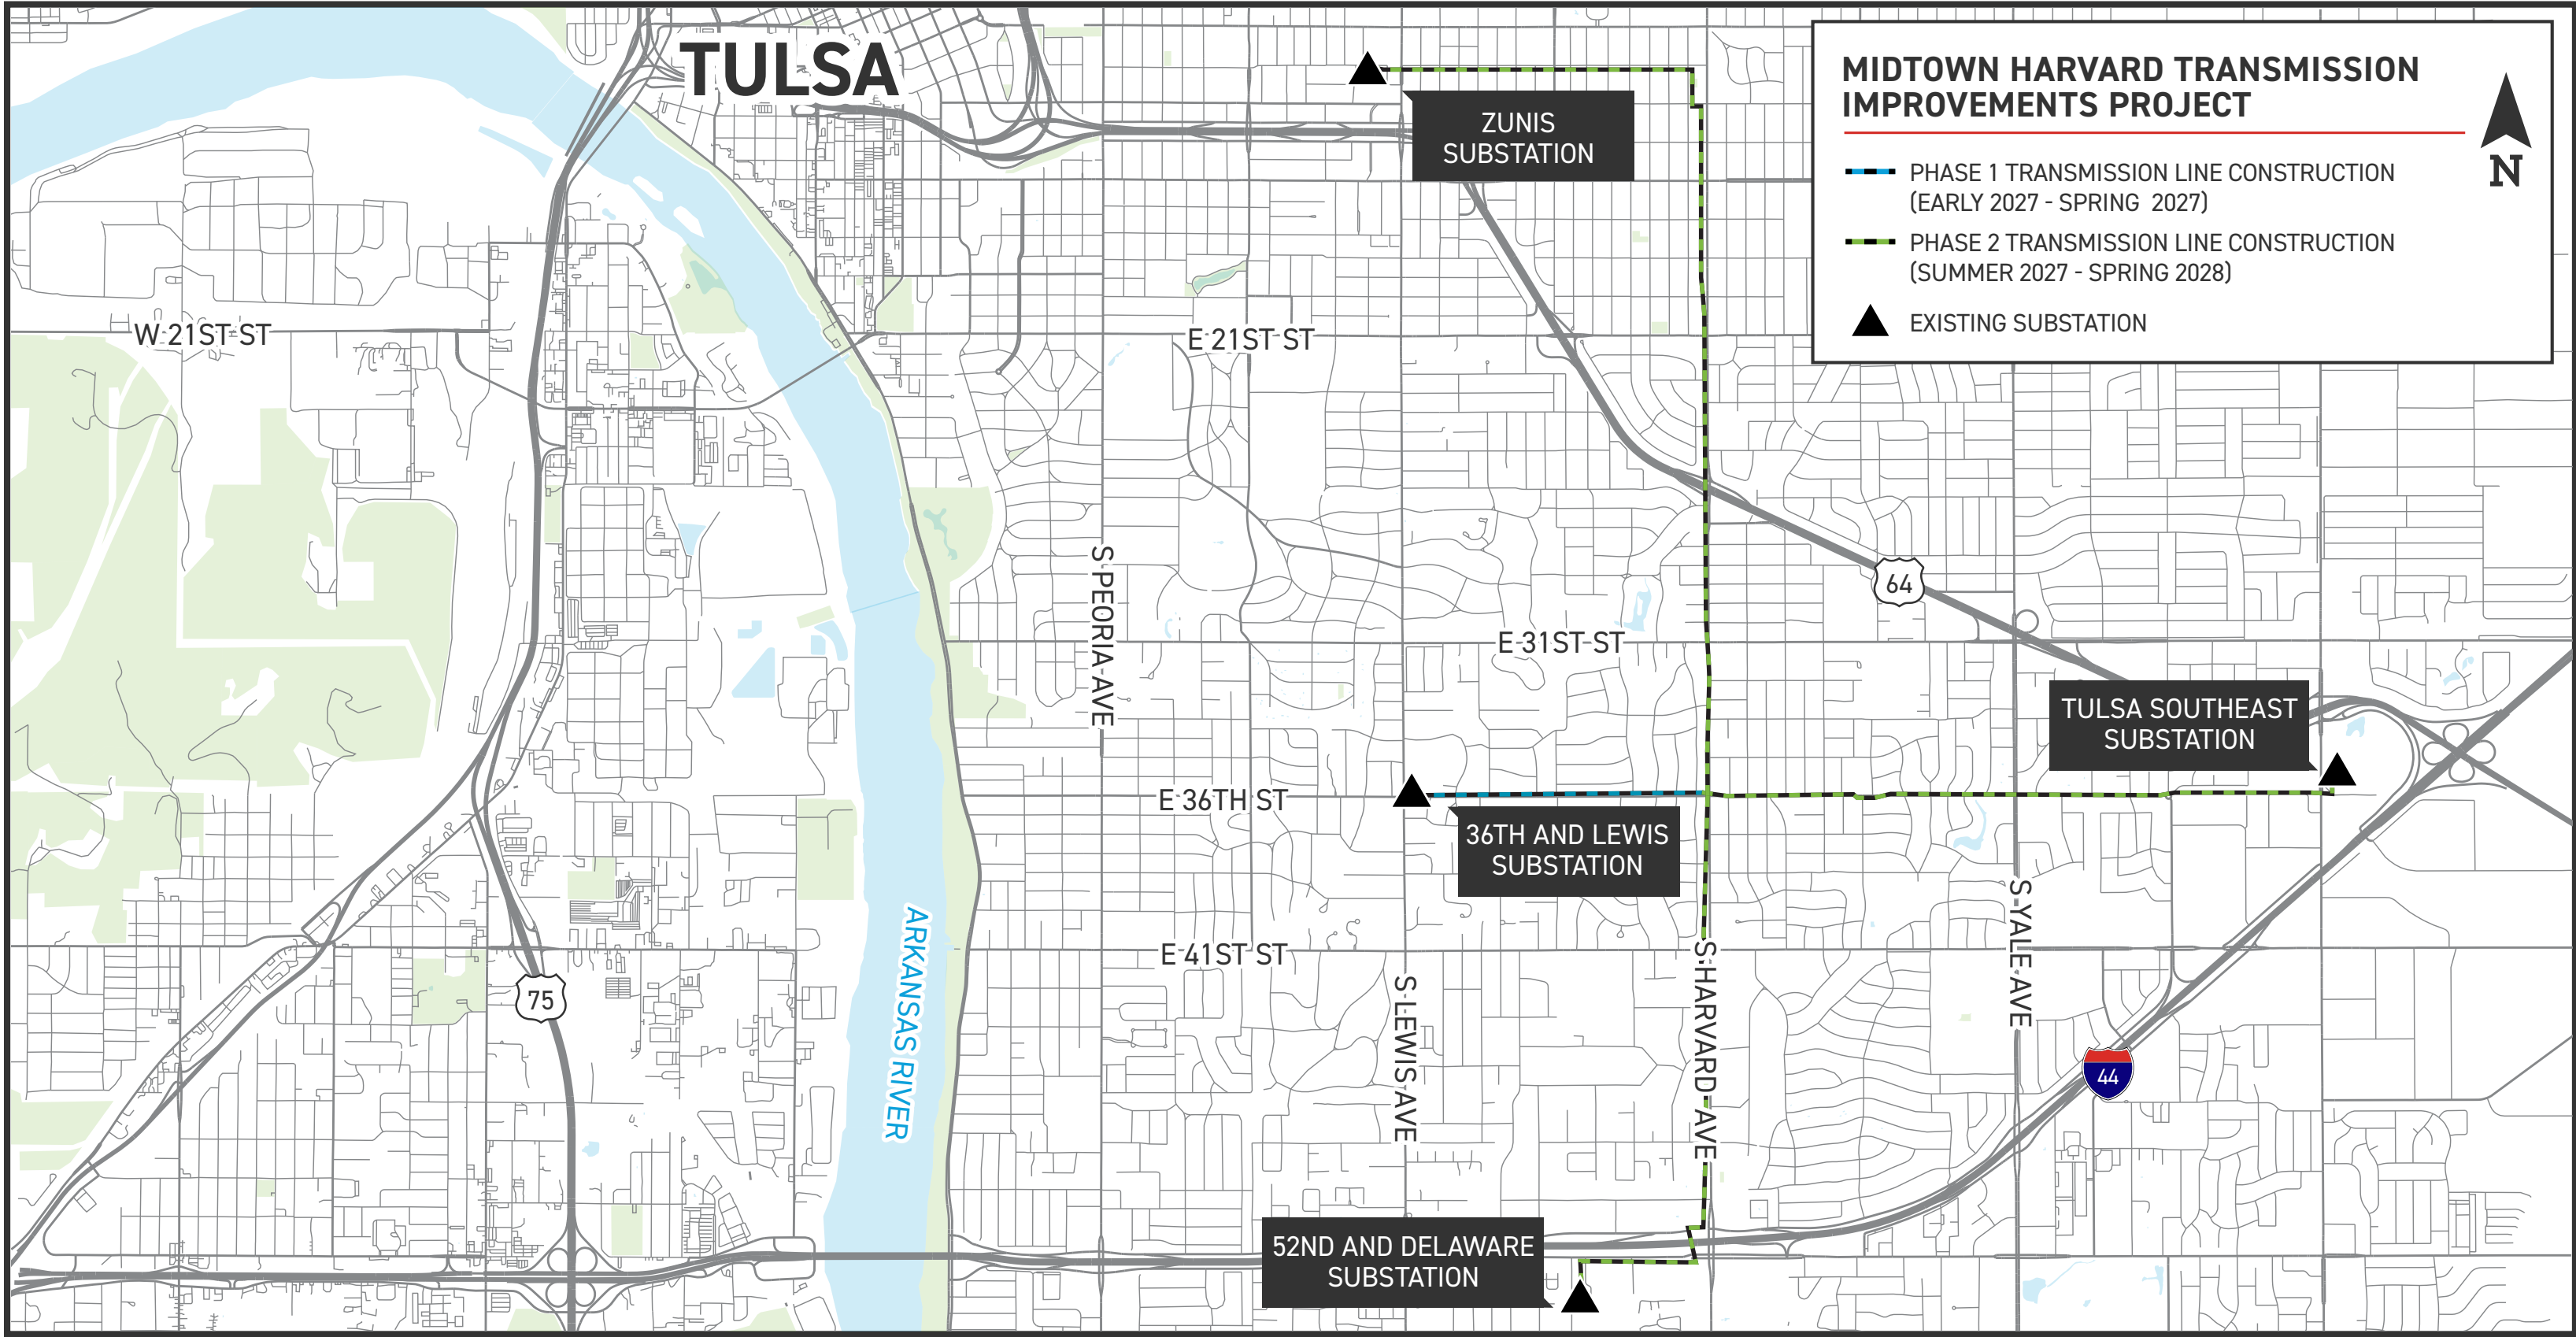 TULSA
MIDTOWN HARVARD TRANSMISSION
IMPROVEMENTS PROJECT
N
PHASE 1 TRANSMISSION LINE CONSTRUCTION
(EARLY 2027 - SPRING 2027)
PHASE 2 TRANSMISSION LINE CONSTRUCTION
(SUMMER 2027 - SPRING 2028)
EXISTING SUBSTATION
ZUNIS
SUBSTATION
W 21ST ST
E 21ST ST
64
S PEORIA AVE
E 31ST ST
TULSA SOUTHEAST
SUBSTATION
E 36TH ST
36TH AND LEWIS
SUBSTATION
ARKANSAS RIVER
E 41ST ST
S LEWIS AVE
S HARVARD AVE
S YALE AVE
75
44
52ND AND DELAWARE
SUBSTATION